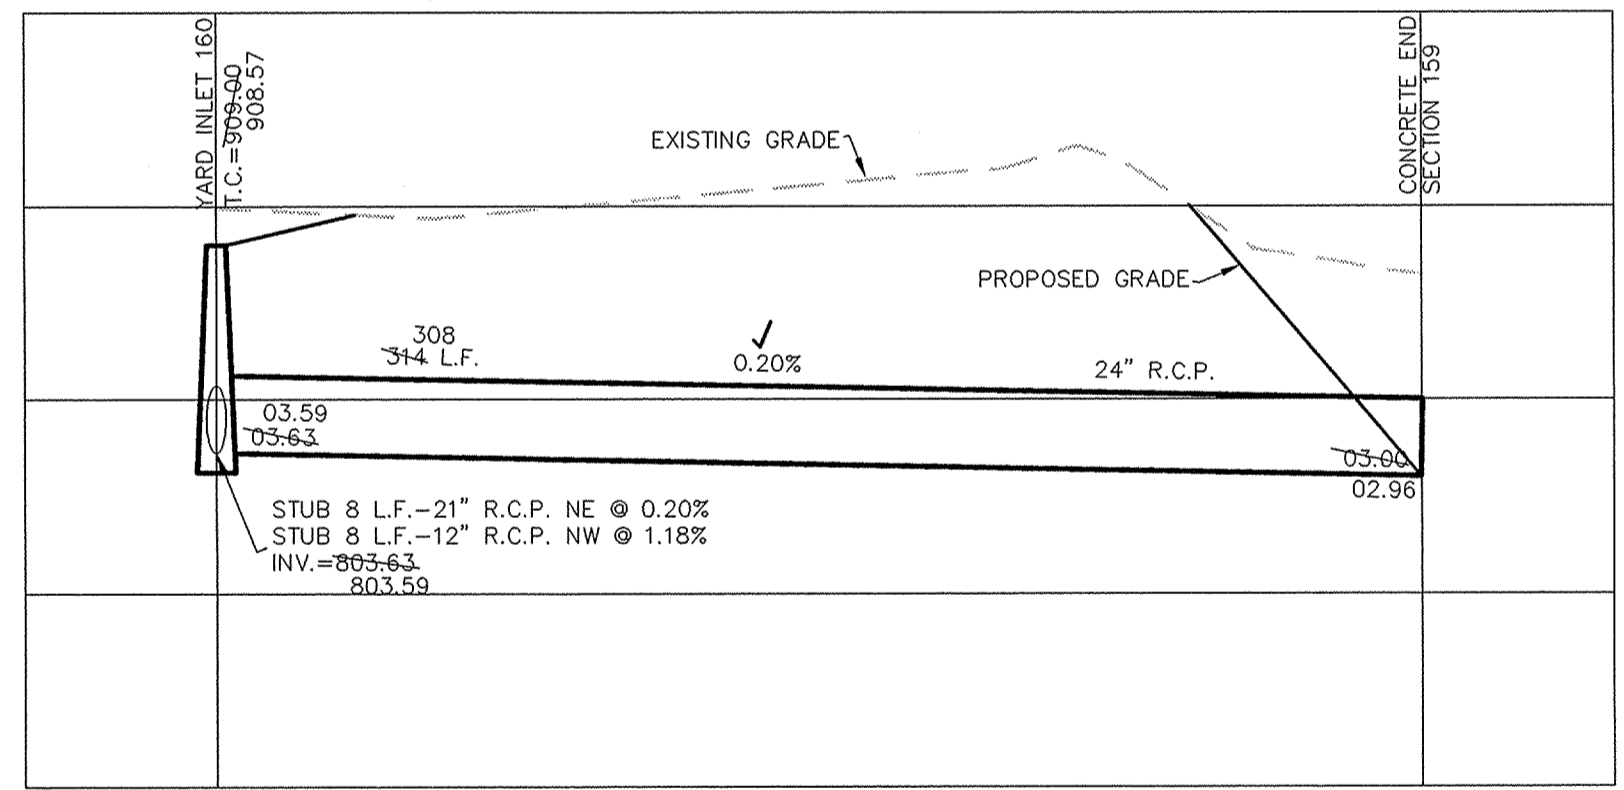 YARD INLET 160
T.C.=909.00
908.57
CONCRETE END
SECTION 159
EXISTING GRADE
PROPOSED GRADE
308
314 L.F.
0.20%
24" R.C.P.
03.59
03.63
03.00
02.96
STUB 8 L.F.-21" R.C.P. NE @ 0.20%
STUB 8 L.F.-12" R.C.P. NW @ 1.18%
INV.=803.63
803.59